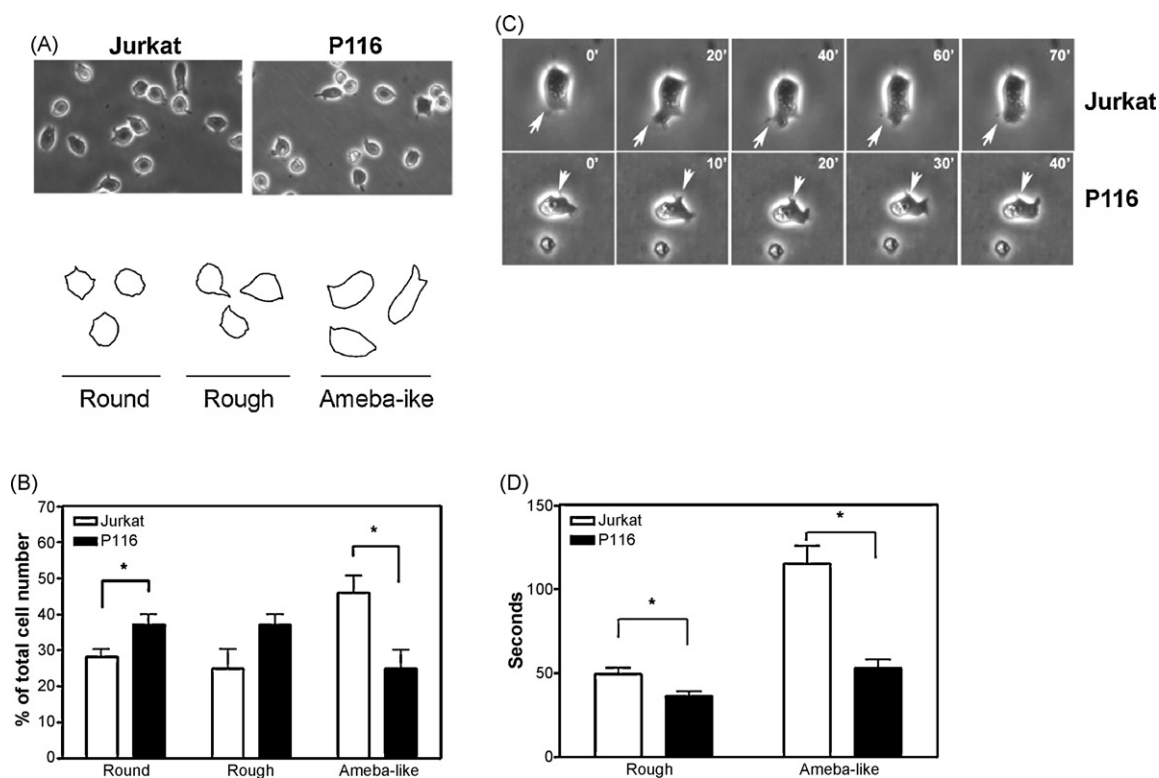 (A)
Jurkat P116
Round Rough Ameba-ike
(B)
% of total cell number
70
60
50
40
30
20
10
0
Jurkat
P116
*
*
Round Rough Ameba-like
(C)
0' 20' 40' 60' 70'
Jurkat
0' 10' 20' 30' 40'
P116
(D)
Seconds
150
100
50
0
Jurkat
P116
*
*
Rough Ameba-like